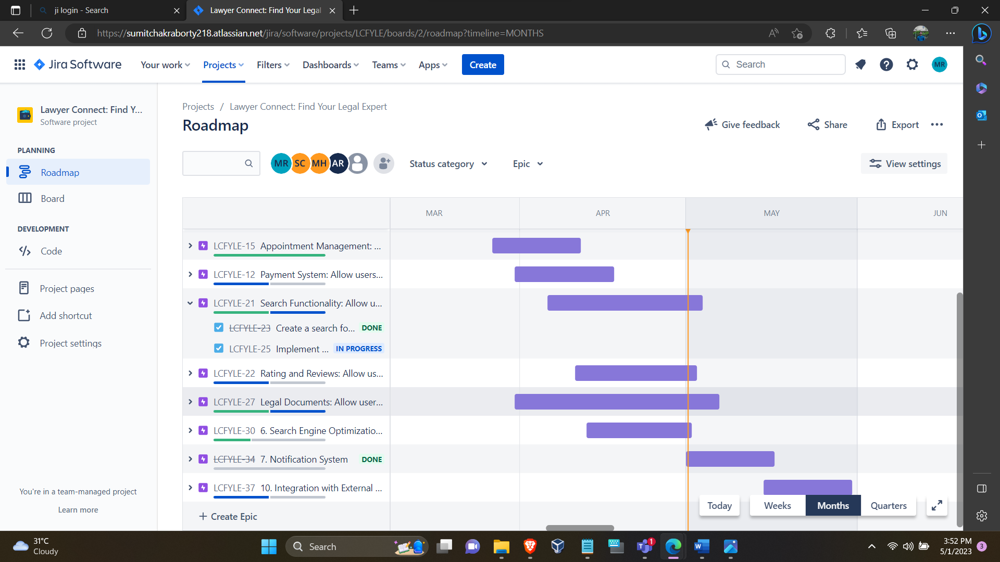 ji login - Search
Lawyer Connect: Find Your Legal
https://sumitchakraborty218.atlassian.net/jira/software/projects/LCFYLE/boards/2/roadmap?timeline=MONTHS
Jira Software
Your work
Projects
Filters
Dashboards
Teams
Apps
Create
Search
MR
Lawyer Connect: Find Y...
Software project
PLANNING
Roadmap
Board
DEVELOPMENT
Code
Project pages
Add shortcut
Project settings
You're in a team-managed project
Learn more
Projects / Lawyer Connect: Find Your Legal Expert
Roadmap
Give feedback
Share
Export
MR SC MH AR
Status category
Epic
View settings
MAR APR MAY JUN
LCFYLE-15 Appointment Management: ...
LCFYLE-12 Payment System: Allow users...
LCFYLE-21 Search Functionality: Allow u...
LCFYLE-23 Create a search fo... DONE
LCFYLE-25 Implement ... IN PROGRESS
LCFYLE-22 Rating and Reviews: Allow us...
LCFYLE-27 Legal Documents: Allow user...
LCFYLE-30 6. Search Engine Optimizatio...
LCFYLE-34 7. Notification System DONE
LCFYLE-37 10. Integration with External ...
+ Create Epic
Today
Weeks
Months
Quarters
31°C
Cloudy
Search
1
3:52 PM
5/1/2023
3